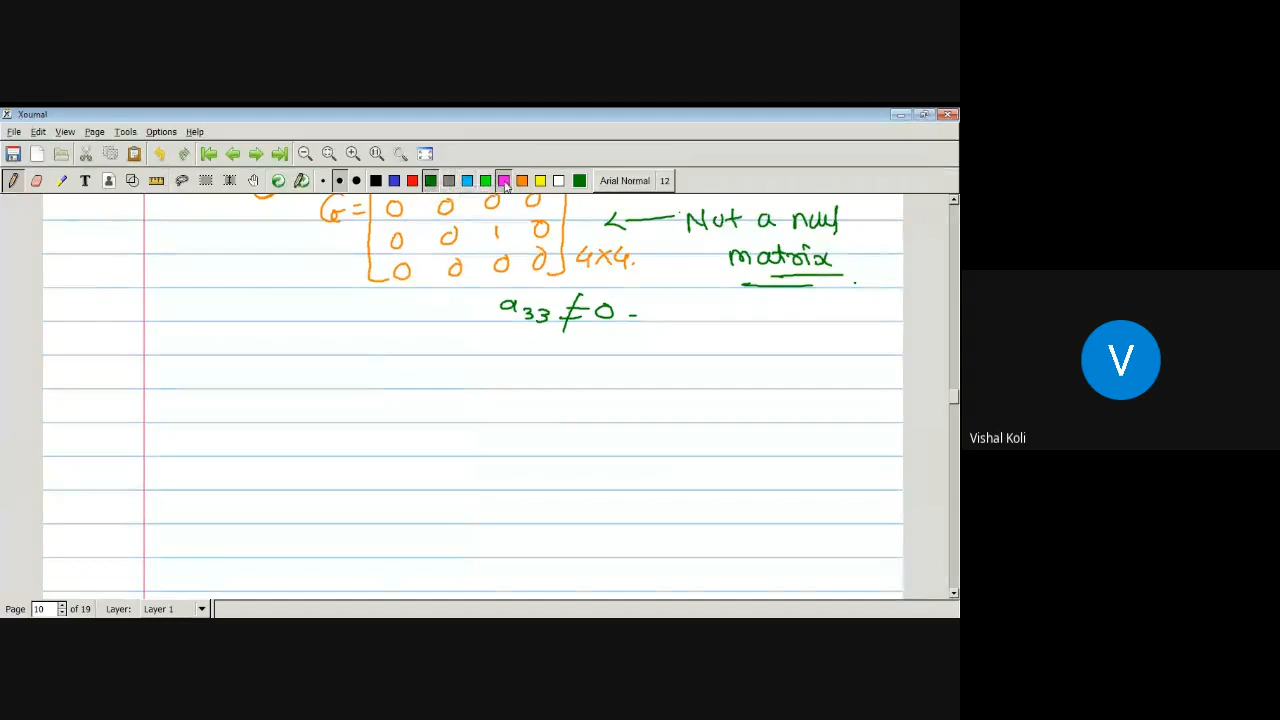 Xournal
File Edit View Page Tools Options Help
Arial Normal 12
G = 0 0 0 0
0 0 1 0
0 0 0 0 4×4.
← Not a null
matrix
a33 ≠ 0
Page 10 of 19 Layer: Layer 1
V
Vishal Koli